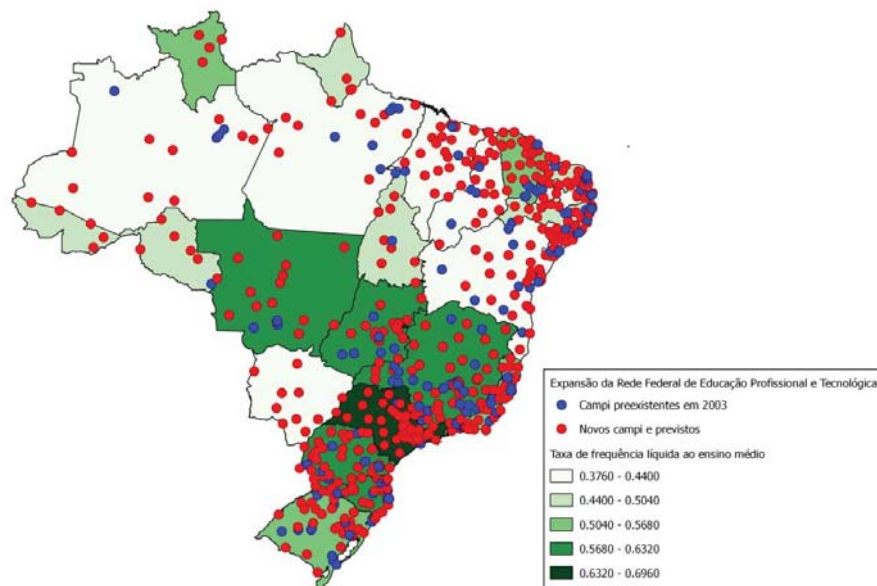 Expansão da Rede Federal de Educação Profissional e Tecnológica
Campi preexistentes em 2003
Novos campi e previstos
Taxa de frequência líquida ao ensino médio
0.3760 - 0.4400
0.4400 - 0.5040
0.5040 - 0.5680
0.5680 - 0.6320
0.6320 - 0.6960